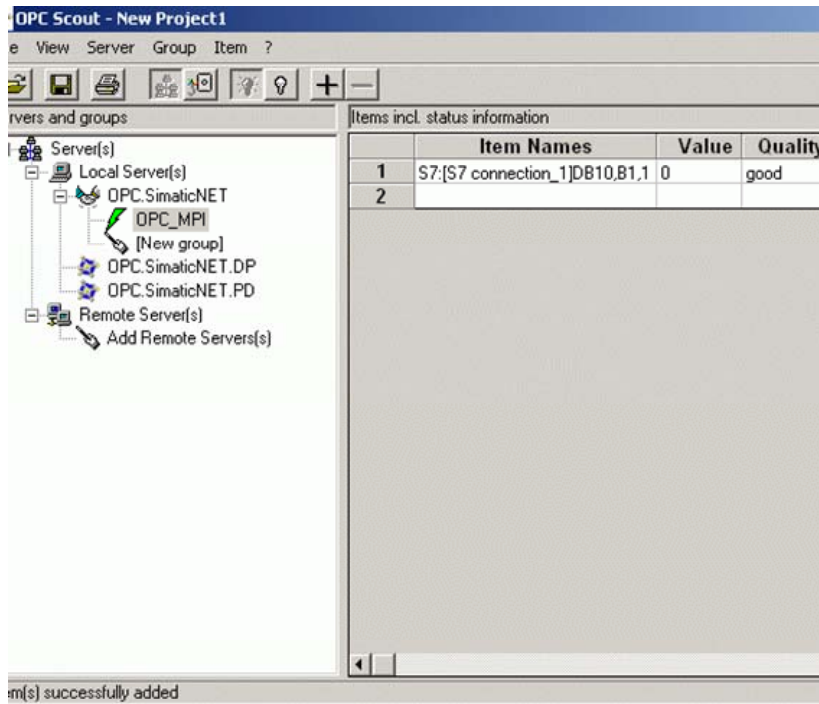 OPC Scout - New Project1
e View Server Group Item ?
rvers and groups
Server(s)
Local Server(s)
OPC.SimaticNET
OPC_MPI
[New group]
OPC.SimaticNET.DP
OPC.SimaticNET.PD
Remote Server(s)
Add Remote Servers(s)
Items incl. status information
Item Names Value Quality
1 S7:[S7 connection_1]DB10,B1,1 0 good
2
em(s) successfully added